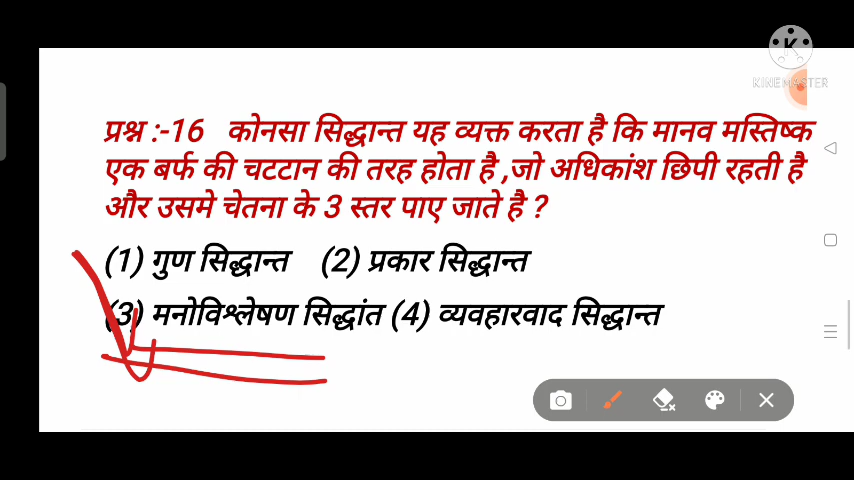 KINEMASTER
प्रश्न :-16 कोनसा सिद्धान्त यह व्यक्त करता है कि मानव मस्तिष्क
एक बर्फ की चटटान की तरह होता है ,जो अधिकांश छिपी रहती है
और उसमे चेतना के 3 स्तर पाए जाते है ?
(1) गुण सिद्धान्त (2) प्रकार सिद्धान्त
(3) मनोविश्लेषण सिद्धांत (4) व्यवहारवाद सिद्धान्त